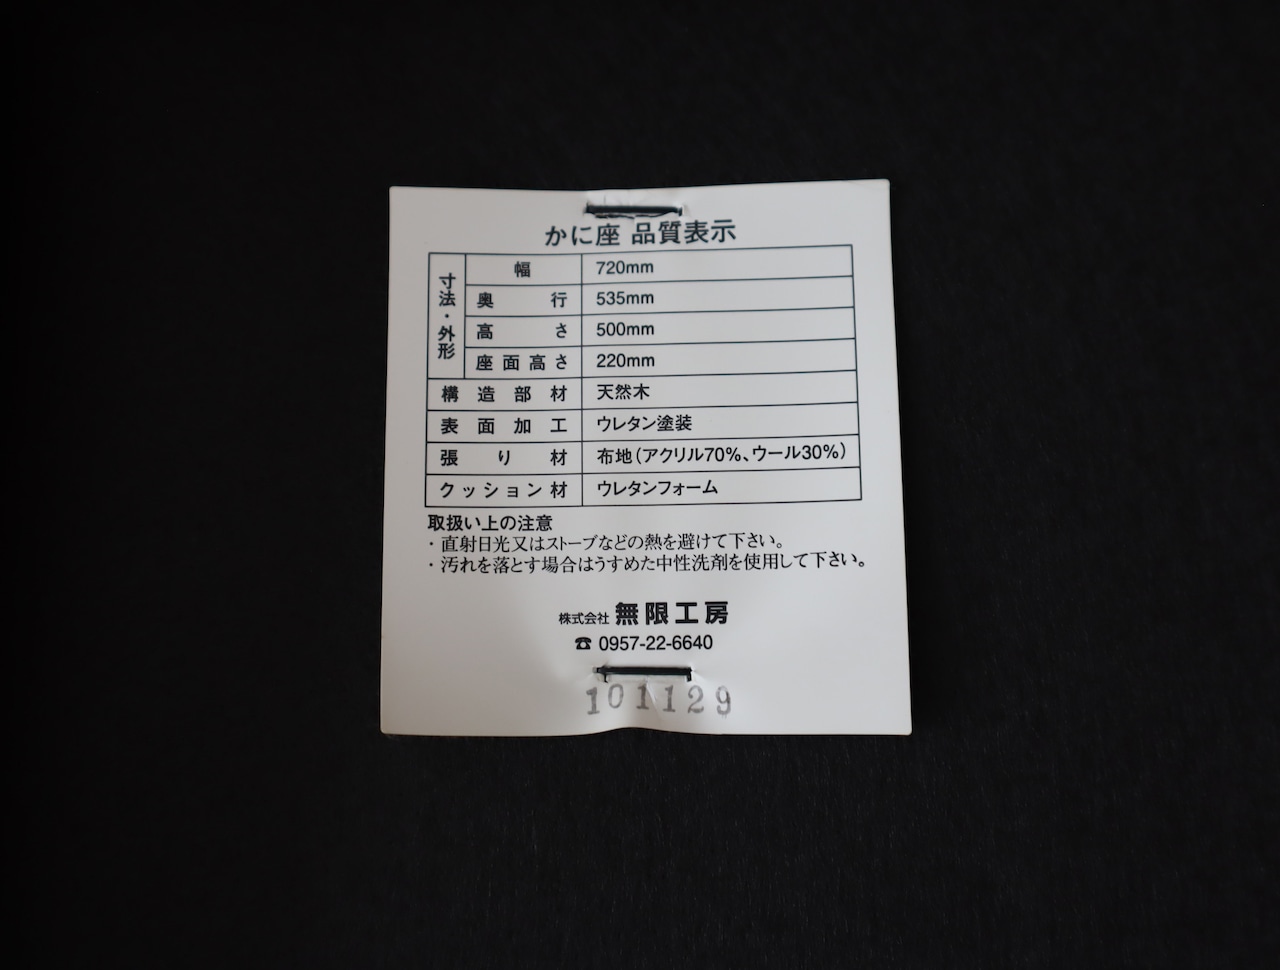 かに座 品質表示
寸法・外形
幅 720mm
奥行 535mm
高さ 500mm
座面高さ 220mm
構造部材 天然木
表面加工 ウレタン塗装
張り材 布地(アクリル70%、ウール30%)
クッション材 ウレタンフォーム
取扱い上の注意
・直射日光又はストーブなどの熱を避けて下さい。
・汚れを落とす場合はうすめた中性洗剤を使用して下さい。
株式会社 無限工房
☎ 0957-22-6640
101129